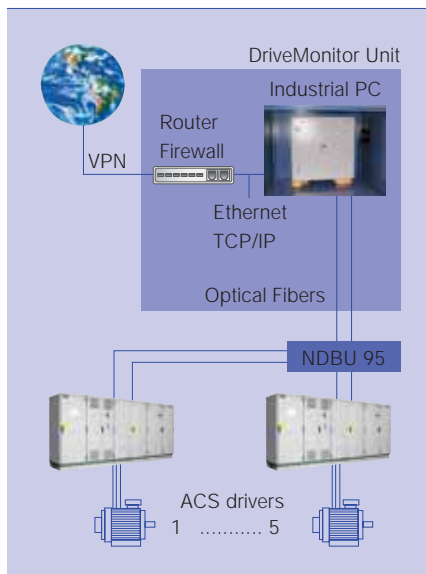 DriveMonitor Unit
Industrial PC
Router
Firewall
VPN
Ethernet
TCP/IP
Optical Fibers
NDBU 95
ACS drivers
1 ........... 5